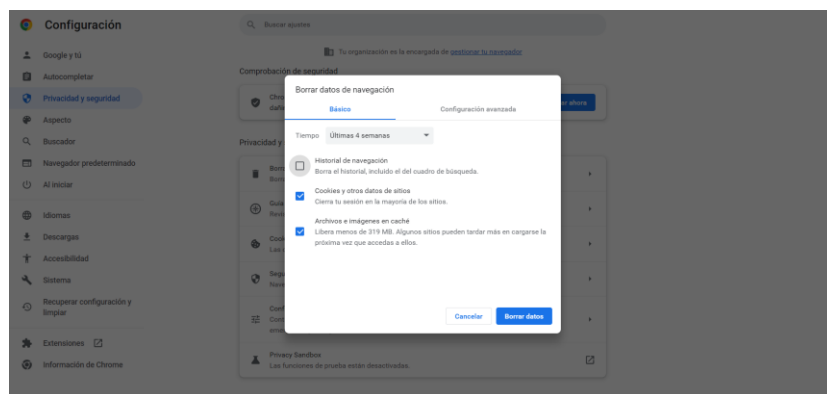 Configuración
Buscar ajustes
Google y tú
Autocompletar
Privacidad y seguridad
Aspecto
Buscador
Navegador predeterminado
Al iniciar
Idiomas
Descargas
Accesibilidad
Sistema
Recuperar configuración y
limpiar
Extensiones
Información de Chrome
Tu organización es la encargada de gestionar tu navegador
Comprobación de seguridad
ahora
Privacidad y
Borrar datos de navegación
Básico
Configuración avanzada
Tiempo
Últimas 4 semanas
Historial de navegación
Borra el historial, incluido el del cuadro de búsqueda.
Cookies y otros datos de sitios
Cierra tu sesión en la mayoría de los sitios.
Archivos e imágenes en caché
Libera menos de 319 MB. Algunos sitios pueden tardar más en cargarse la
próxima vez que accedas a ellos.
Cancelar
Borrar datos
Privacy Sandbox
Las funciones de prueba están desactivadas.